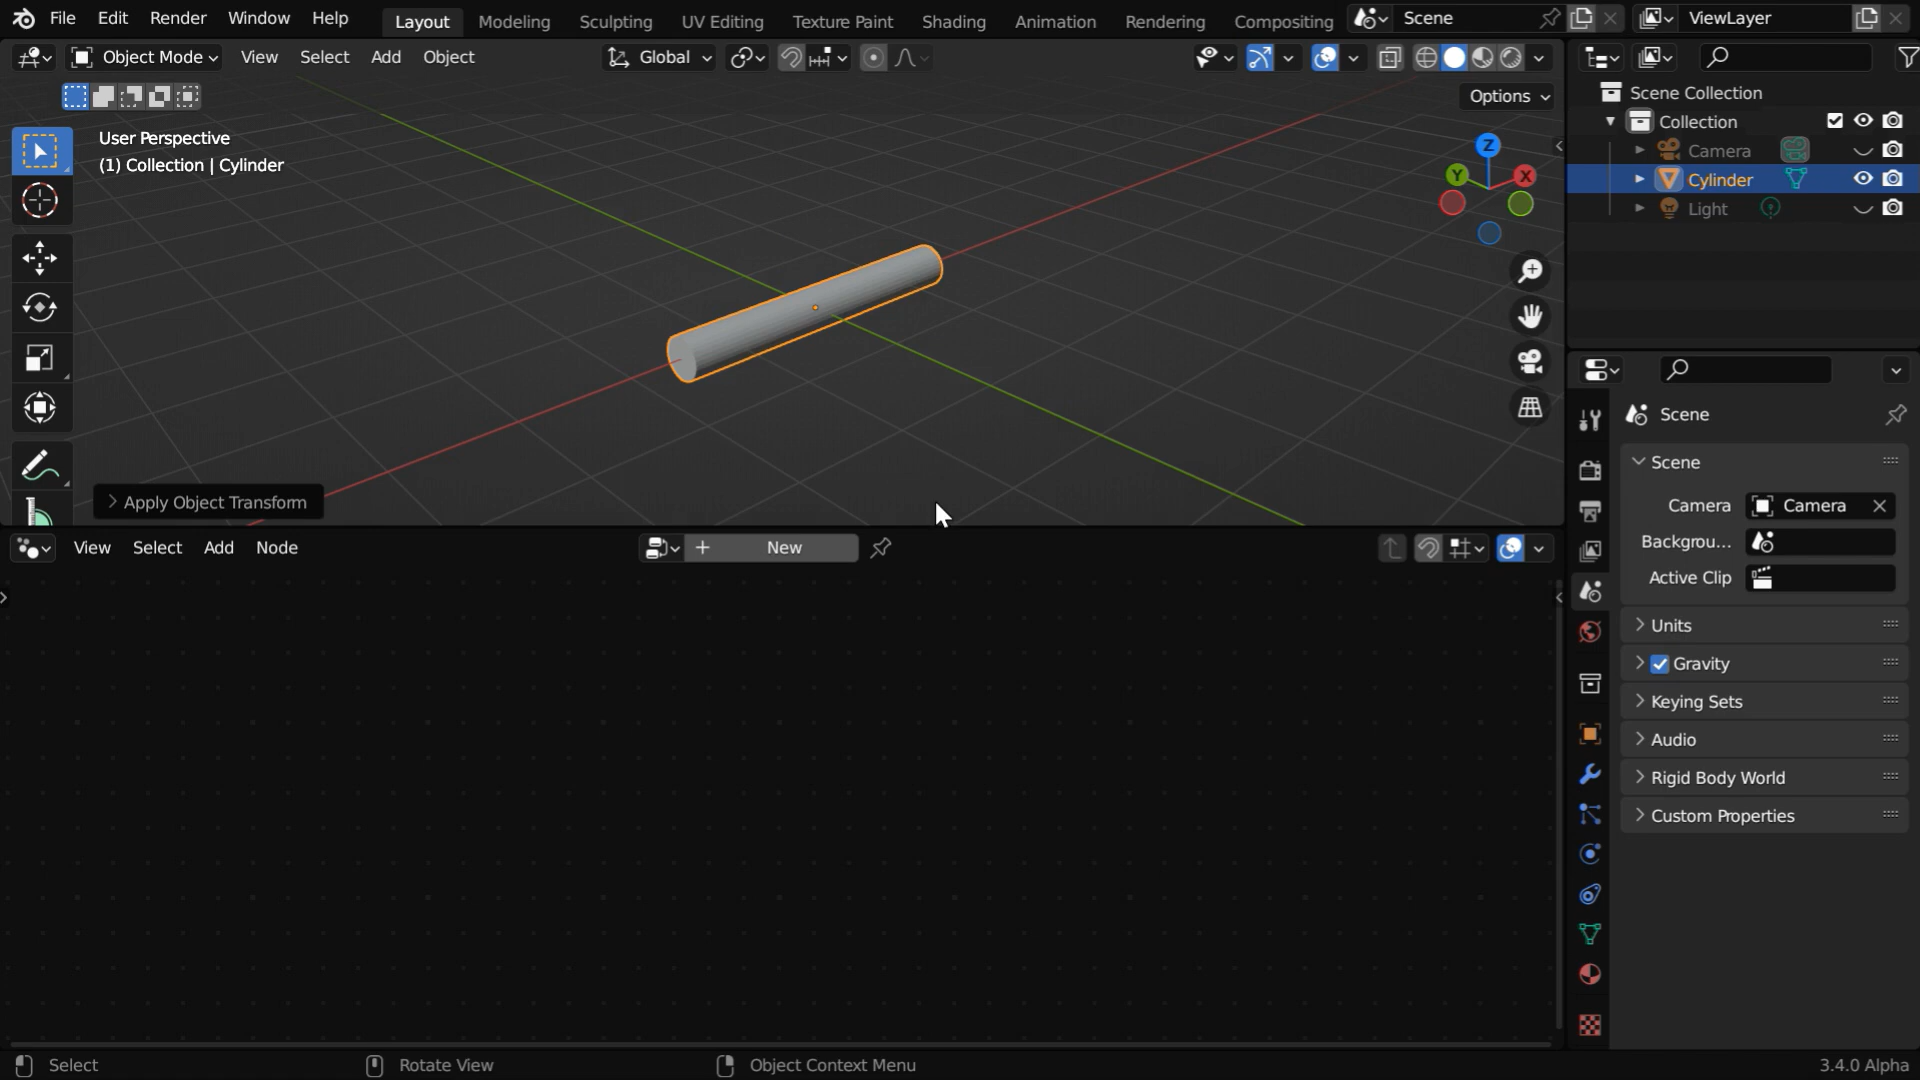 File Edit Render Window Help Layout Modeling Sculpting UV Editing Texture Paint Shading Animation Rendering Compositing Scene ViewLayer
Object Mode View Select Add Object Global
Options
User Perspective
(1) Collection | Cylinder
Z
Y
X
Apply Object Transform
View Select Add Node New
Scene Collection
Collection
Camera
Cylinder
Light
Scene
Scene
Camera Camera
Backgrou...
Active Clip
Units
Gravity
Keying Sets
Audio
Rigid Body World
Custom Properties
Select Rotate View Object Context Menu 3.4.0 Alpha